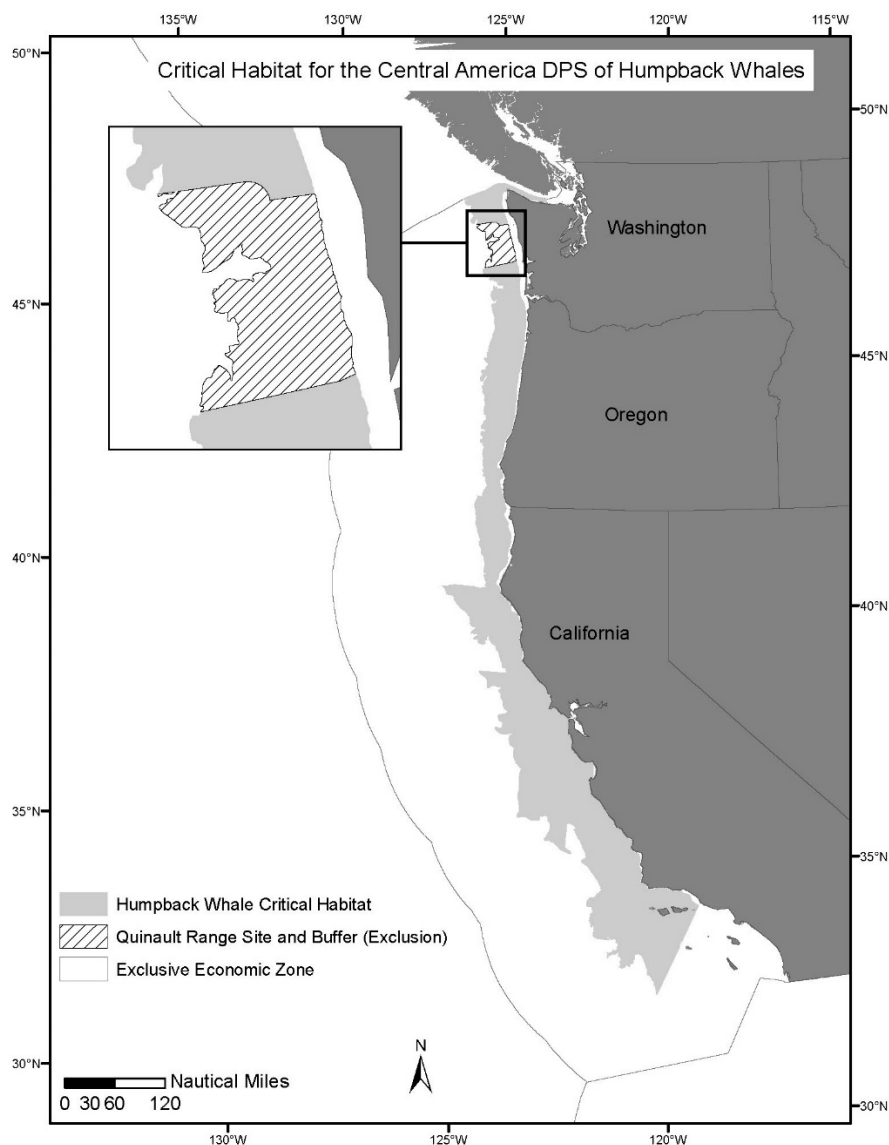 135°W 130°W 125°W 120°W 115°W
50°N
Critical Habitat for the Central America DPS of Humpback Whales
50°N
Washington
45°N
45°N
Oregon
40°N
40°N
California
35°N
35°N
Humpback Whale Critical Habitat
Quinault Range Site and Buffer (Exclusion)
Exclusive Economic Zone
N
30°N
Nautical Miles
0 30 60 120
30°N
130°W 125°W 120°W